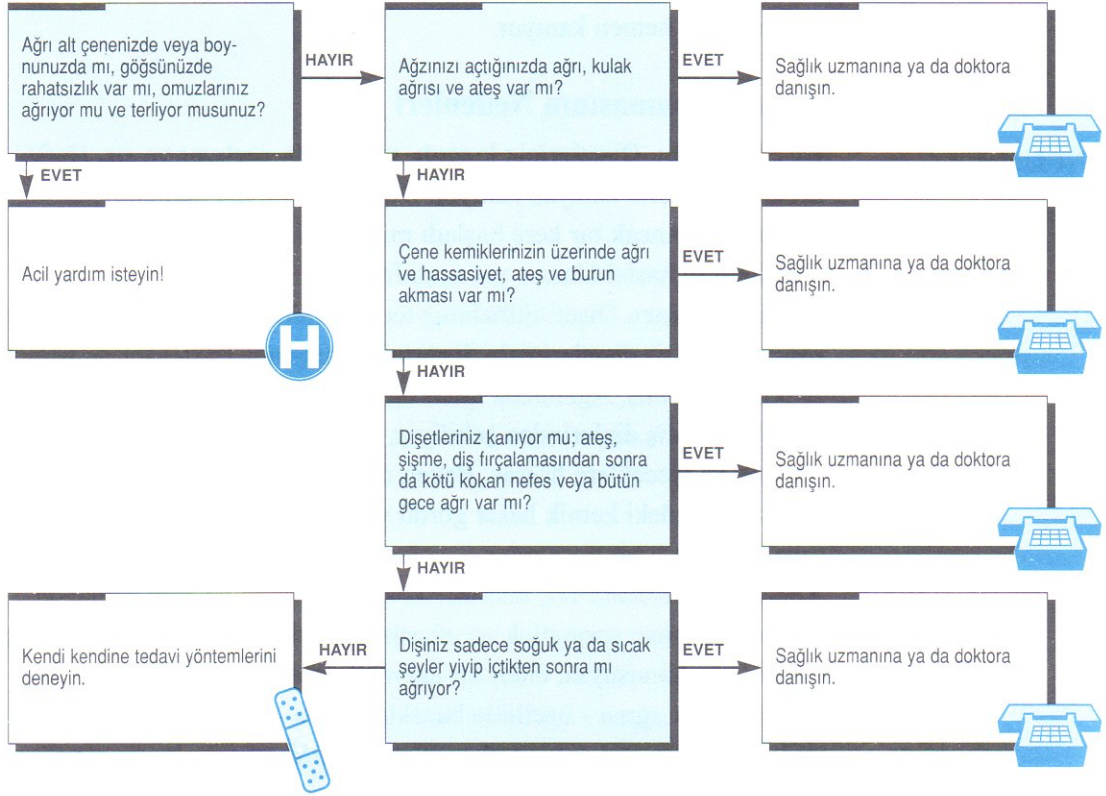 Ağrı alt çenenizde veya boy-
nunuzda mı, göğsünüzde
rahatsızlık var mı, omuzlarınız
ağrıyor mu ve terliyor musunuz?
HAYIR
Ağzınızı açtığınızda ağrı, kulak
ağrısı ve ateş var mı?
EVET
Sağlık uzmanına ya da doktora
danışın.
EVET
HAYIR
Acil yardım isteyin!
H
Çene kemiklerinizin üzerinde ağrı
ve hassasiyet, ateş ve burun
akması var mı?
EVET
Sağlık uzmanına ya da doktora
danışın.
HAYIR
Dişetleriniz kanıyor mu; ateş,
şişme, diş fırçalamasından sonra
da kötü kokan nefes veya bütün
gece ağrı var mı?
EVET
Sağlık uzmanına ya da doktora
danışın.
HAYIR
Kendi kendine tedavi yöntemlerini
deneyin.
HAYIR
Dişiniz sadece soğuk ya da sıcak
şeyler yiyip içtikten sonra mı
ağrıyor?
EVET
Sağlık uzmanına ya da doktora
danışın.